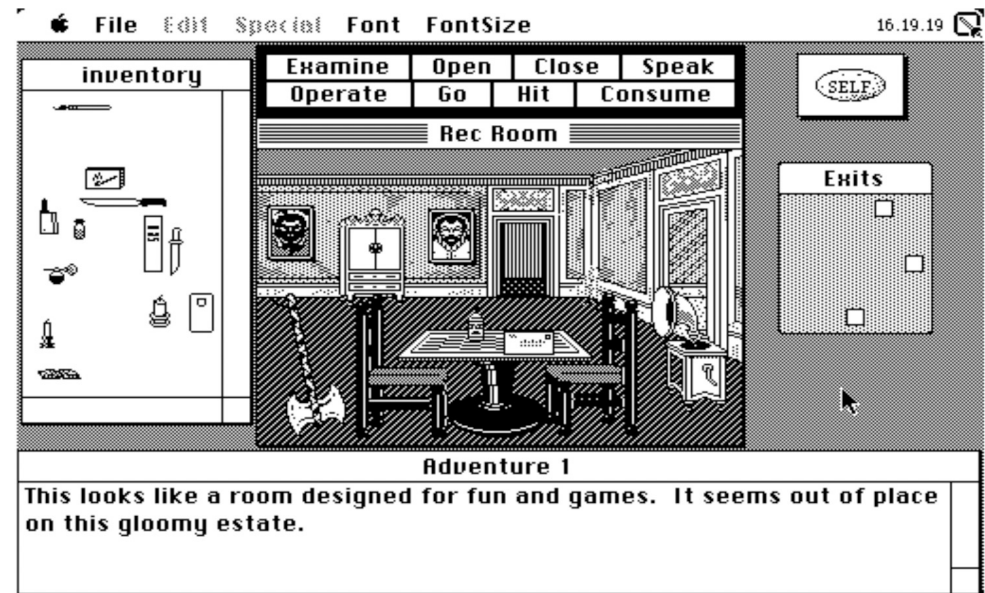 File Edit Special Font FontSize 16.19.19
inventory
Examine Open Close Speak
Operate Go Hit Consume
SELF
Rec Room
Exits
Adventure 1
This looks like a room designed for fun and games. It seems out of place
on this gloomy estate.